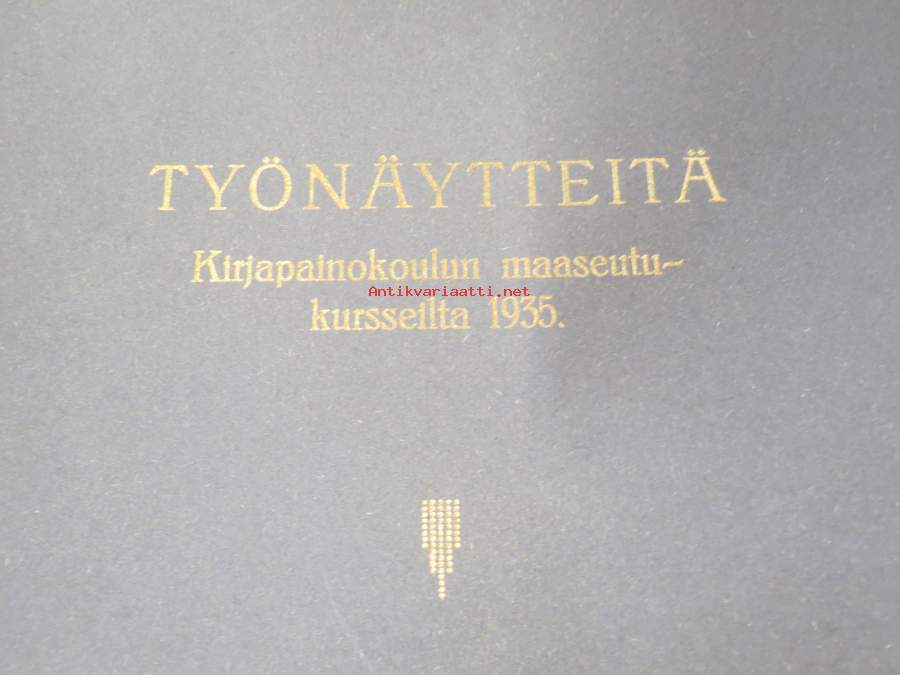 TYÖNÄYTTEITÄ
Kirjapainokoulun maaseutu-
Antikvariaatti.net
kursseilta 1935.